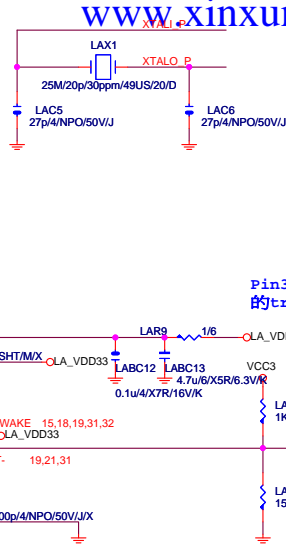 www.xinxun
XTALI_P
LAX1
XTALO_P
25M/20p/30ppm/49US/20/D
LAC5
27p/4/NPO/50V/J
LAC6
27p/4/NPO/50V/J
Pin3
的tr
LAR9
1/6
LA_VD
SHT/M/X
LA_VDD33
LABC12
LABC13
4.7u/6/X5R/6.3V/K
0.1u/4/X7R/16V/K
VCC3
LA
1K
WAKE 15,18,19,31,32
LA_VDD33
T- 19,21,31
LA
15
00p/4/NPO/50V/J/X